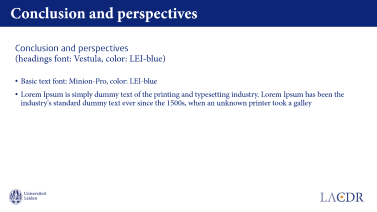 Conclusion and perspectives
Conclusion and perspectives
(headings font: Vestula, color: LEI-blue)
• Basic text font: Minion-Pro, color: LEI-blue
• Lorem Ipsum is simply dummy text of the printing and typesetting industry. Lorem Ipsum has been the
industry's standard dummy text ever since the 1500s, when an unknown printer took a galley
Universiteit
Leiden
LACDR